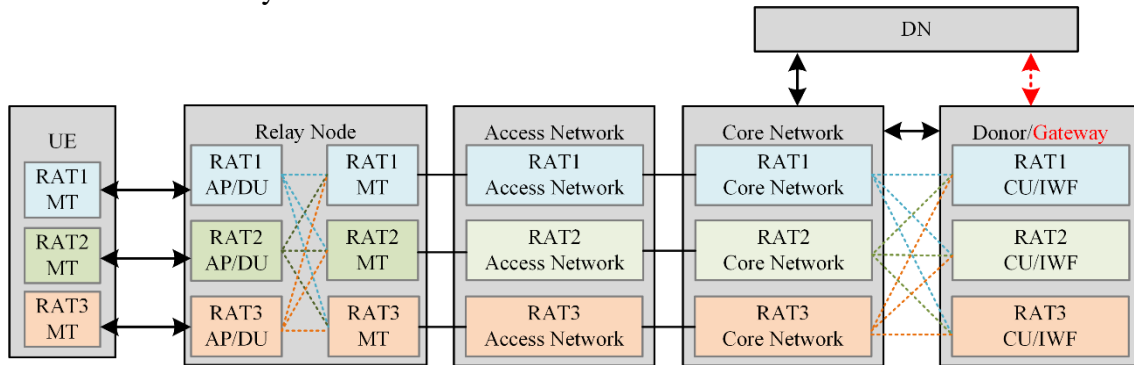 DN
UE
RAT1
MT
RAT2
MT
RAT3
MT
Relay Node
RAT1
AP/DU
RAT1
MT
RAT2
AP/DU
RAT2
MT
RAT3
AP/DU
RAT3
MT
Access Network
RAT1
Access Network
RAT2
Access Network
RAT3
Access Network
Core Network
RAT1
Core Network
RAT2
Core Network
RAT3
Core Network
Donor/Gateway
RAT1
CU/IWF
RAT2
CU/IWF
RAT3
CU/IWF